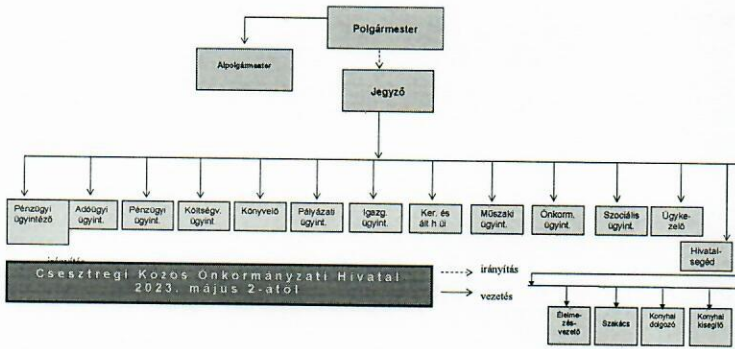 Polgármester
Alpolgármester
Jegyző
Pénzügyi
ügyintéző
Adóügyi
ügyint.
Pénzügyi
ügyint.
Költségv.
ügyint.
Könyvelő
Pályázati
ügyint.
Igazg.
ügyint.
Ker. és
ált h üi
Műszaki
ügyint.
Önkorm.
ügyint.
Szociális
ügyint.
Ügyke-
zelő
Hivatal-
segéd
Csesztregi Közös Önkormányzati Hivatal
2023. május 2-ától
irányítás
vezetés
Élelme-
zés-
vezető
Szakács
Konyhai
dolgozó
Konyhai
kisegítő